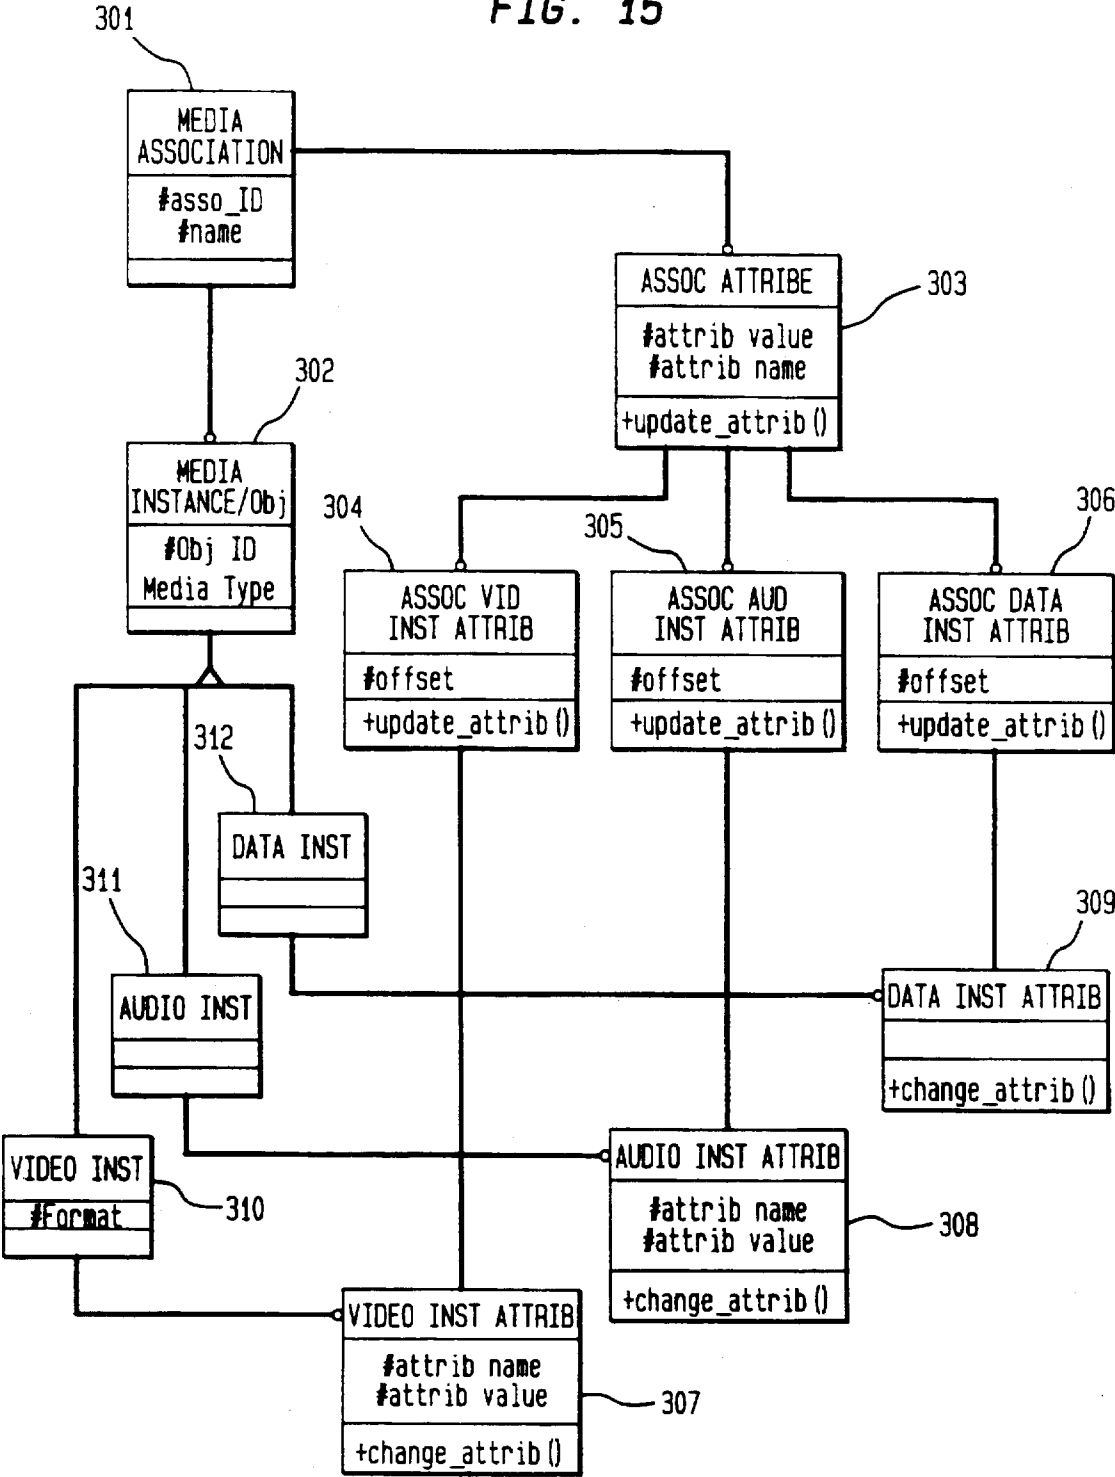 FIG. 15
301
MEDIA
ASSOCIATION
#asso_ID
#name
ASSOC ATTRIBE
#attrib value
#attrib name
+update_attrib()
303
302
MEDIA
INSTANCE/Obj
#Obj ID
Media Type
304
ASSOC VID
INST ATTRIB
#offset
+update_attrib()
305
ASSOC AUD
INST ATTRIB
#offset
+update_attrib()
306
ASSOC DATA
INST ATTRIB
#offset
+update_attrib()
312
DATA INST
311
AUDIO INST
309
DATA INST ATTRIB
+change_attrib()
VIDEO INST
#Format
310
AUDIO INST ATTRIB
#attrib name
#attrib value
+change_attrib()
308
VIDEO INST ATTRIB
#attrib name
#attrib value
+change_attrib()
307